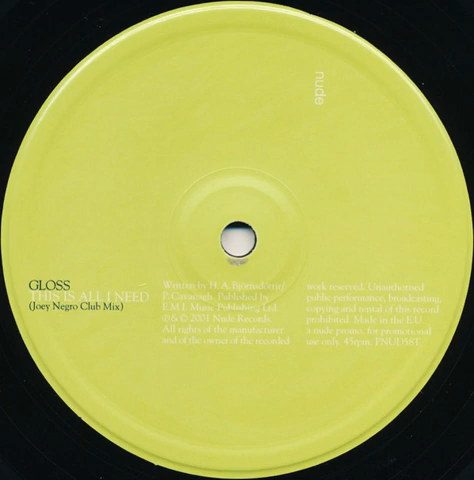 nude
GLOSS
THIS IS ALL I NEED
(Joey Negro Club Mix)
Written by H. A. Bjornsdottir/
P. Cavanagh. Published by
E.M.I. Music Publishing Ltd.
℗ & © 2001 Nude Records.
All rights of the manufacturer
and of the owner of the recorded
work reserved. Unauthorised
public performance, broadcasting,
copying and rental of this record
prohibited. Made in the E.U.
a nude promo, for promotional
use only. 45rpm. PNUD58T